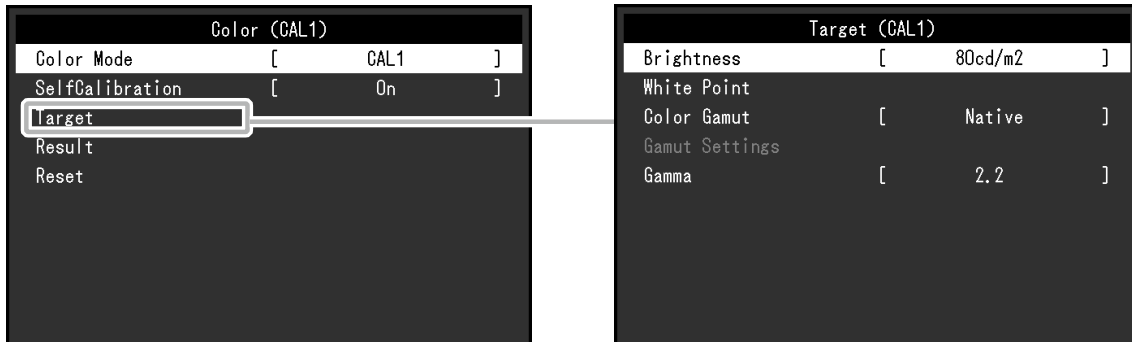 Color (CAL1)
Color Mode [ CAL1 ]
SelfCalibration [ On ]
Target
Result
Reset
Target (CAL1)
Brightness [ 80cd/m2 ]
White Point
Color Gamut [ Native ]
Gamut Settings
Gamma [ 2.2 ]